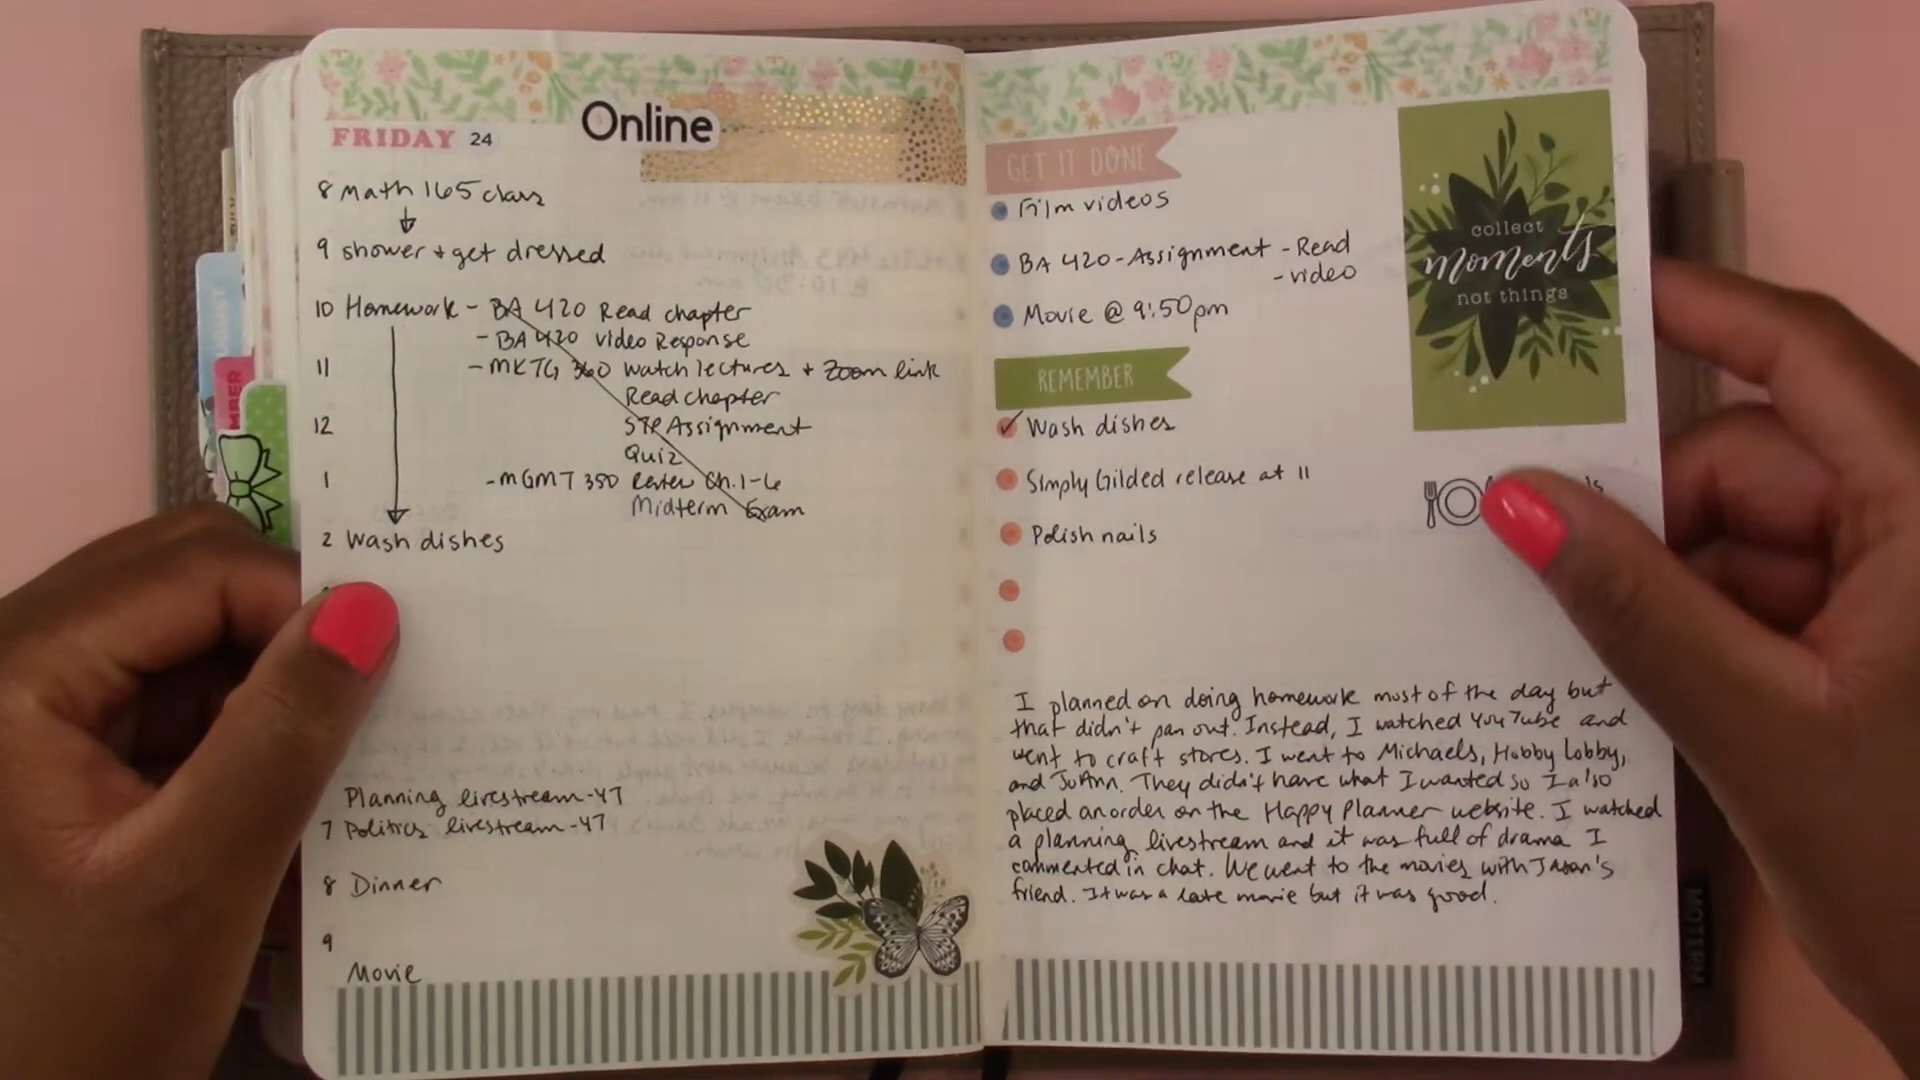 Online
FRIDAY 24
8 Math 165 class
9 shower + get dressed
10 Homework - BA 420 Read chapter
- BA 420 video Response
11 - MKTG 360 watch lectures + Zoom link
Read chapter
12 STP Assignment
Quiz
1 - MGMT 350 Review Ch. 1-6
Midterm Exam
2 Wash dishes
Planning livestream - YT
7 Politics livestream - YT
8 Dinner
9
Movie
GET IT DONE
Film videos
BA 420 - Assignment - Read
- video
Movie @ 9:50pm
REMEMBER
Wash dishes
Simply Gilded release at 11
Polish nails
collect
moments
not things
I planned on doing homework most of the day but
that didn't pan out. Instead, I watched YouTube and
went to craft stores. I went to Michaels, Hobby Lobby,
and JoAnn. They didn't have what I wanted so I also
placed an order on the Happy Planner website. I watched
a planning livestream and it was full of drama I
commented in chat. We went to the movies with Jason's
friend. It was a late movie but it was good.